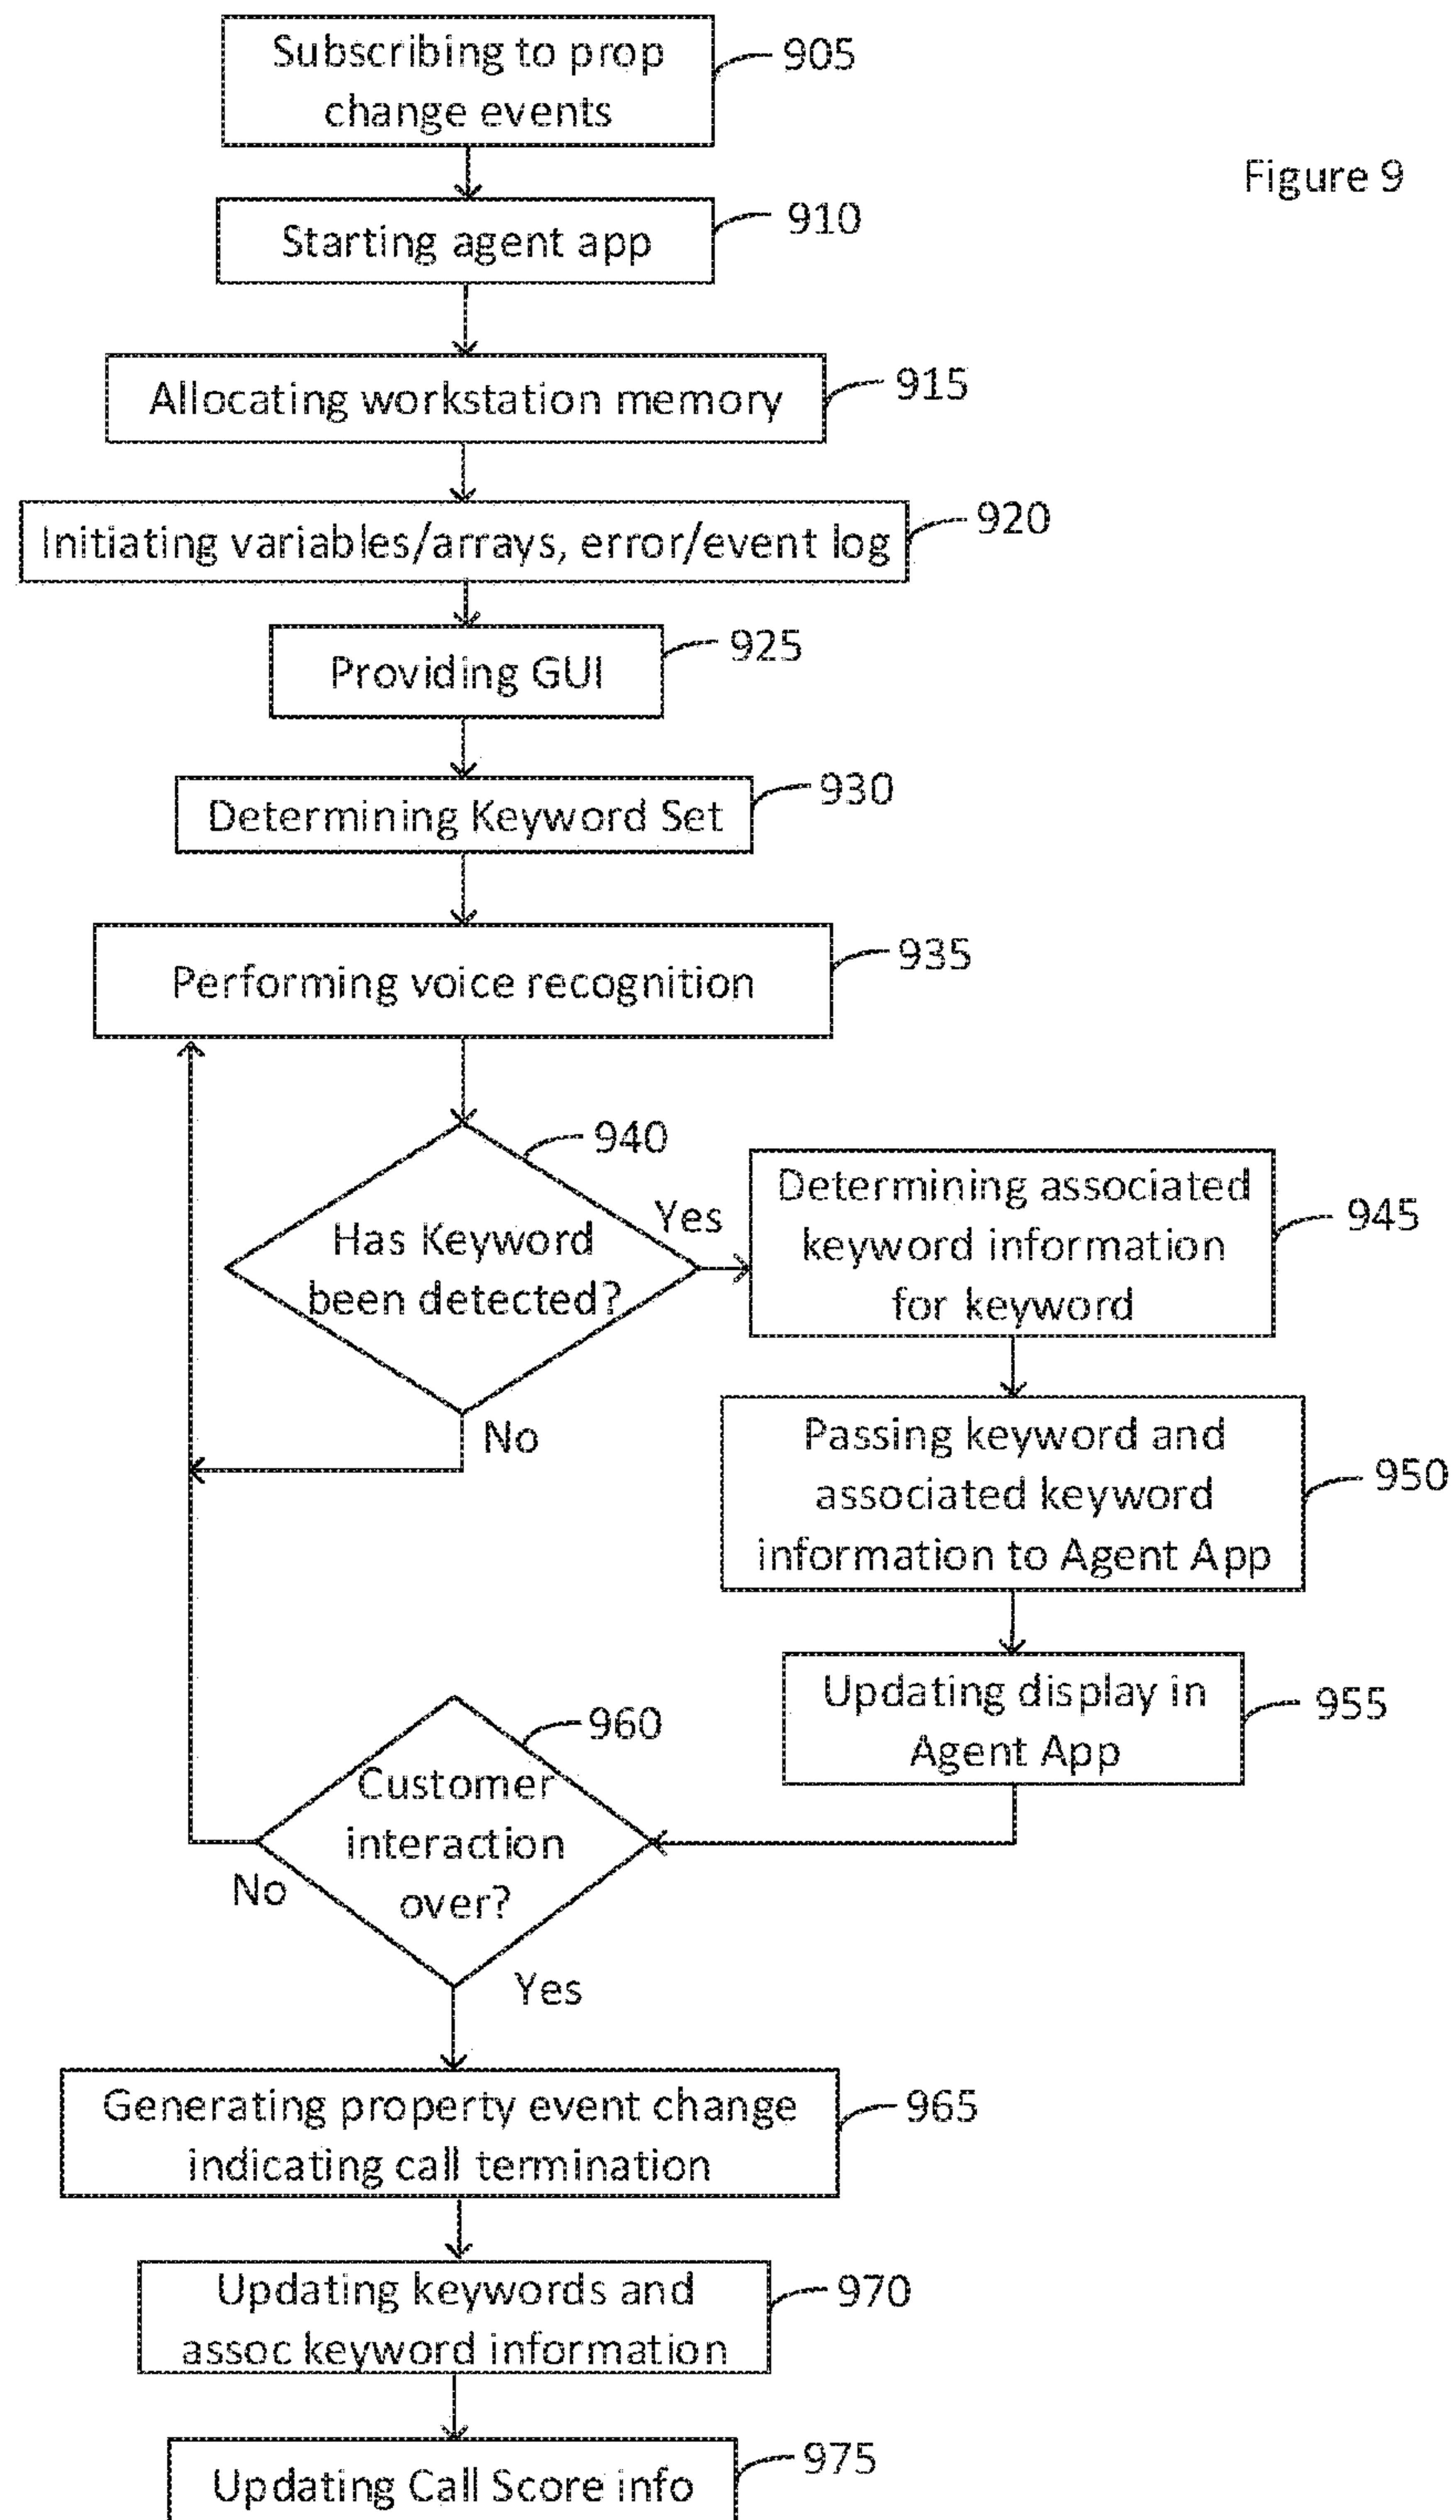 Subscribing to prop
change events
905
Figure 9
Starting agent app
910
Allocating workstation memory
915
Initiating variables/arrays, error/event log
920
Providing GUI
925
Determining Keyword Set
930
Performing voice recognition
935
940
Has Keyword
been detected?
Yes
No
Determining associated
keyword information
for keyword
945
Passing keyword and
associated keyword
information to Agent App
950
Updating display in
Agent App
955
960
Customer
interaction
over?
No
Yes
Generating property event change
indicating call termination
965
Updating keywords and
assoc keyword information
970
Updating Call Score info
975